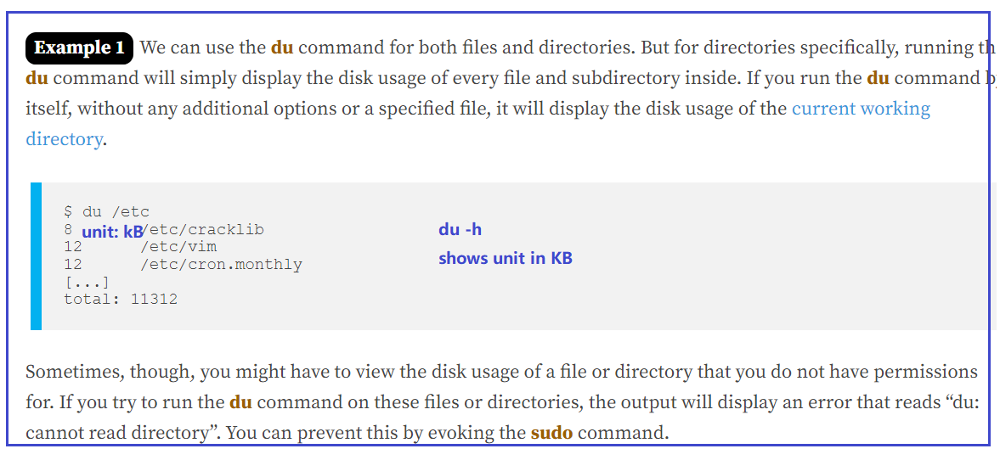 Example 1 We can use the du command for both files and directories. But for directories specifically, running th
du command will simply display the disk usage of every file and subdirectory inside. If you run the du command b
itself, without any additional options or a specified file, it will display the disk usage of the current working
directory.
$ du /etc
8 unit: kB /etc/cracklib du -h
12 /etc/vim
shows unit in KB
12 /etc/cron.monthly
[...]
total: 11312
Sometimes, though, you might have to view the disk usage of a file or directory that you do not have permissions
for. If you try to run the du command on these files or directories, the output will display an error that reads “du:
cannot read directory”. You can prevent this by evoking the sudo command.